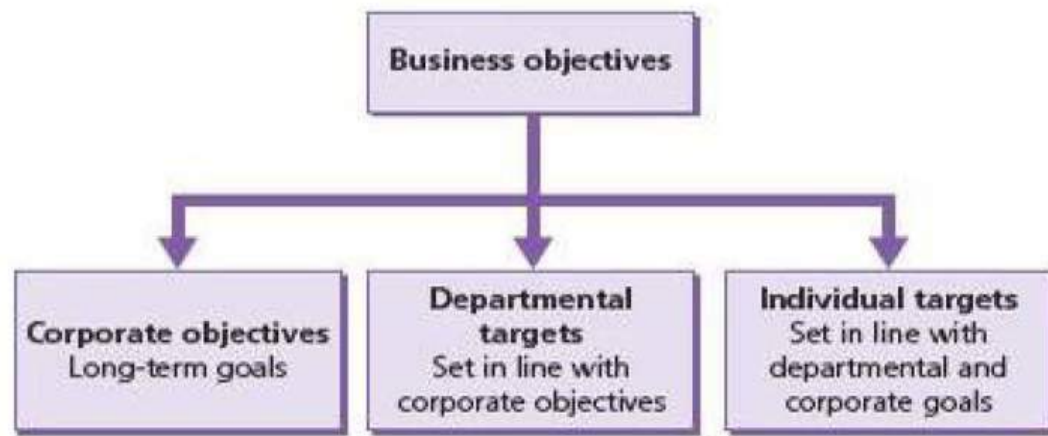 Business objectives
Corporate objectives
Long-term goals
Departmental
targets
Set in line with
corporate objectives
Individual targets
Set in line with
departmental and
corporate goals